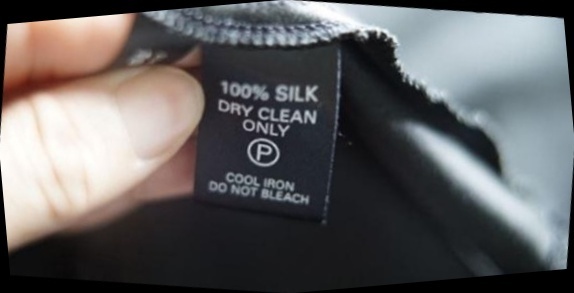 100% SILK
DRY CLEAN
ONLY
P
COOL IRON
DO NOT BLEACH